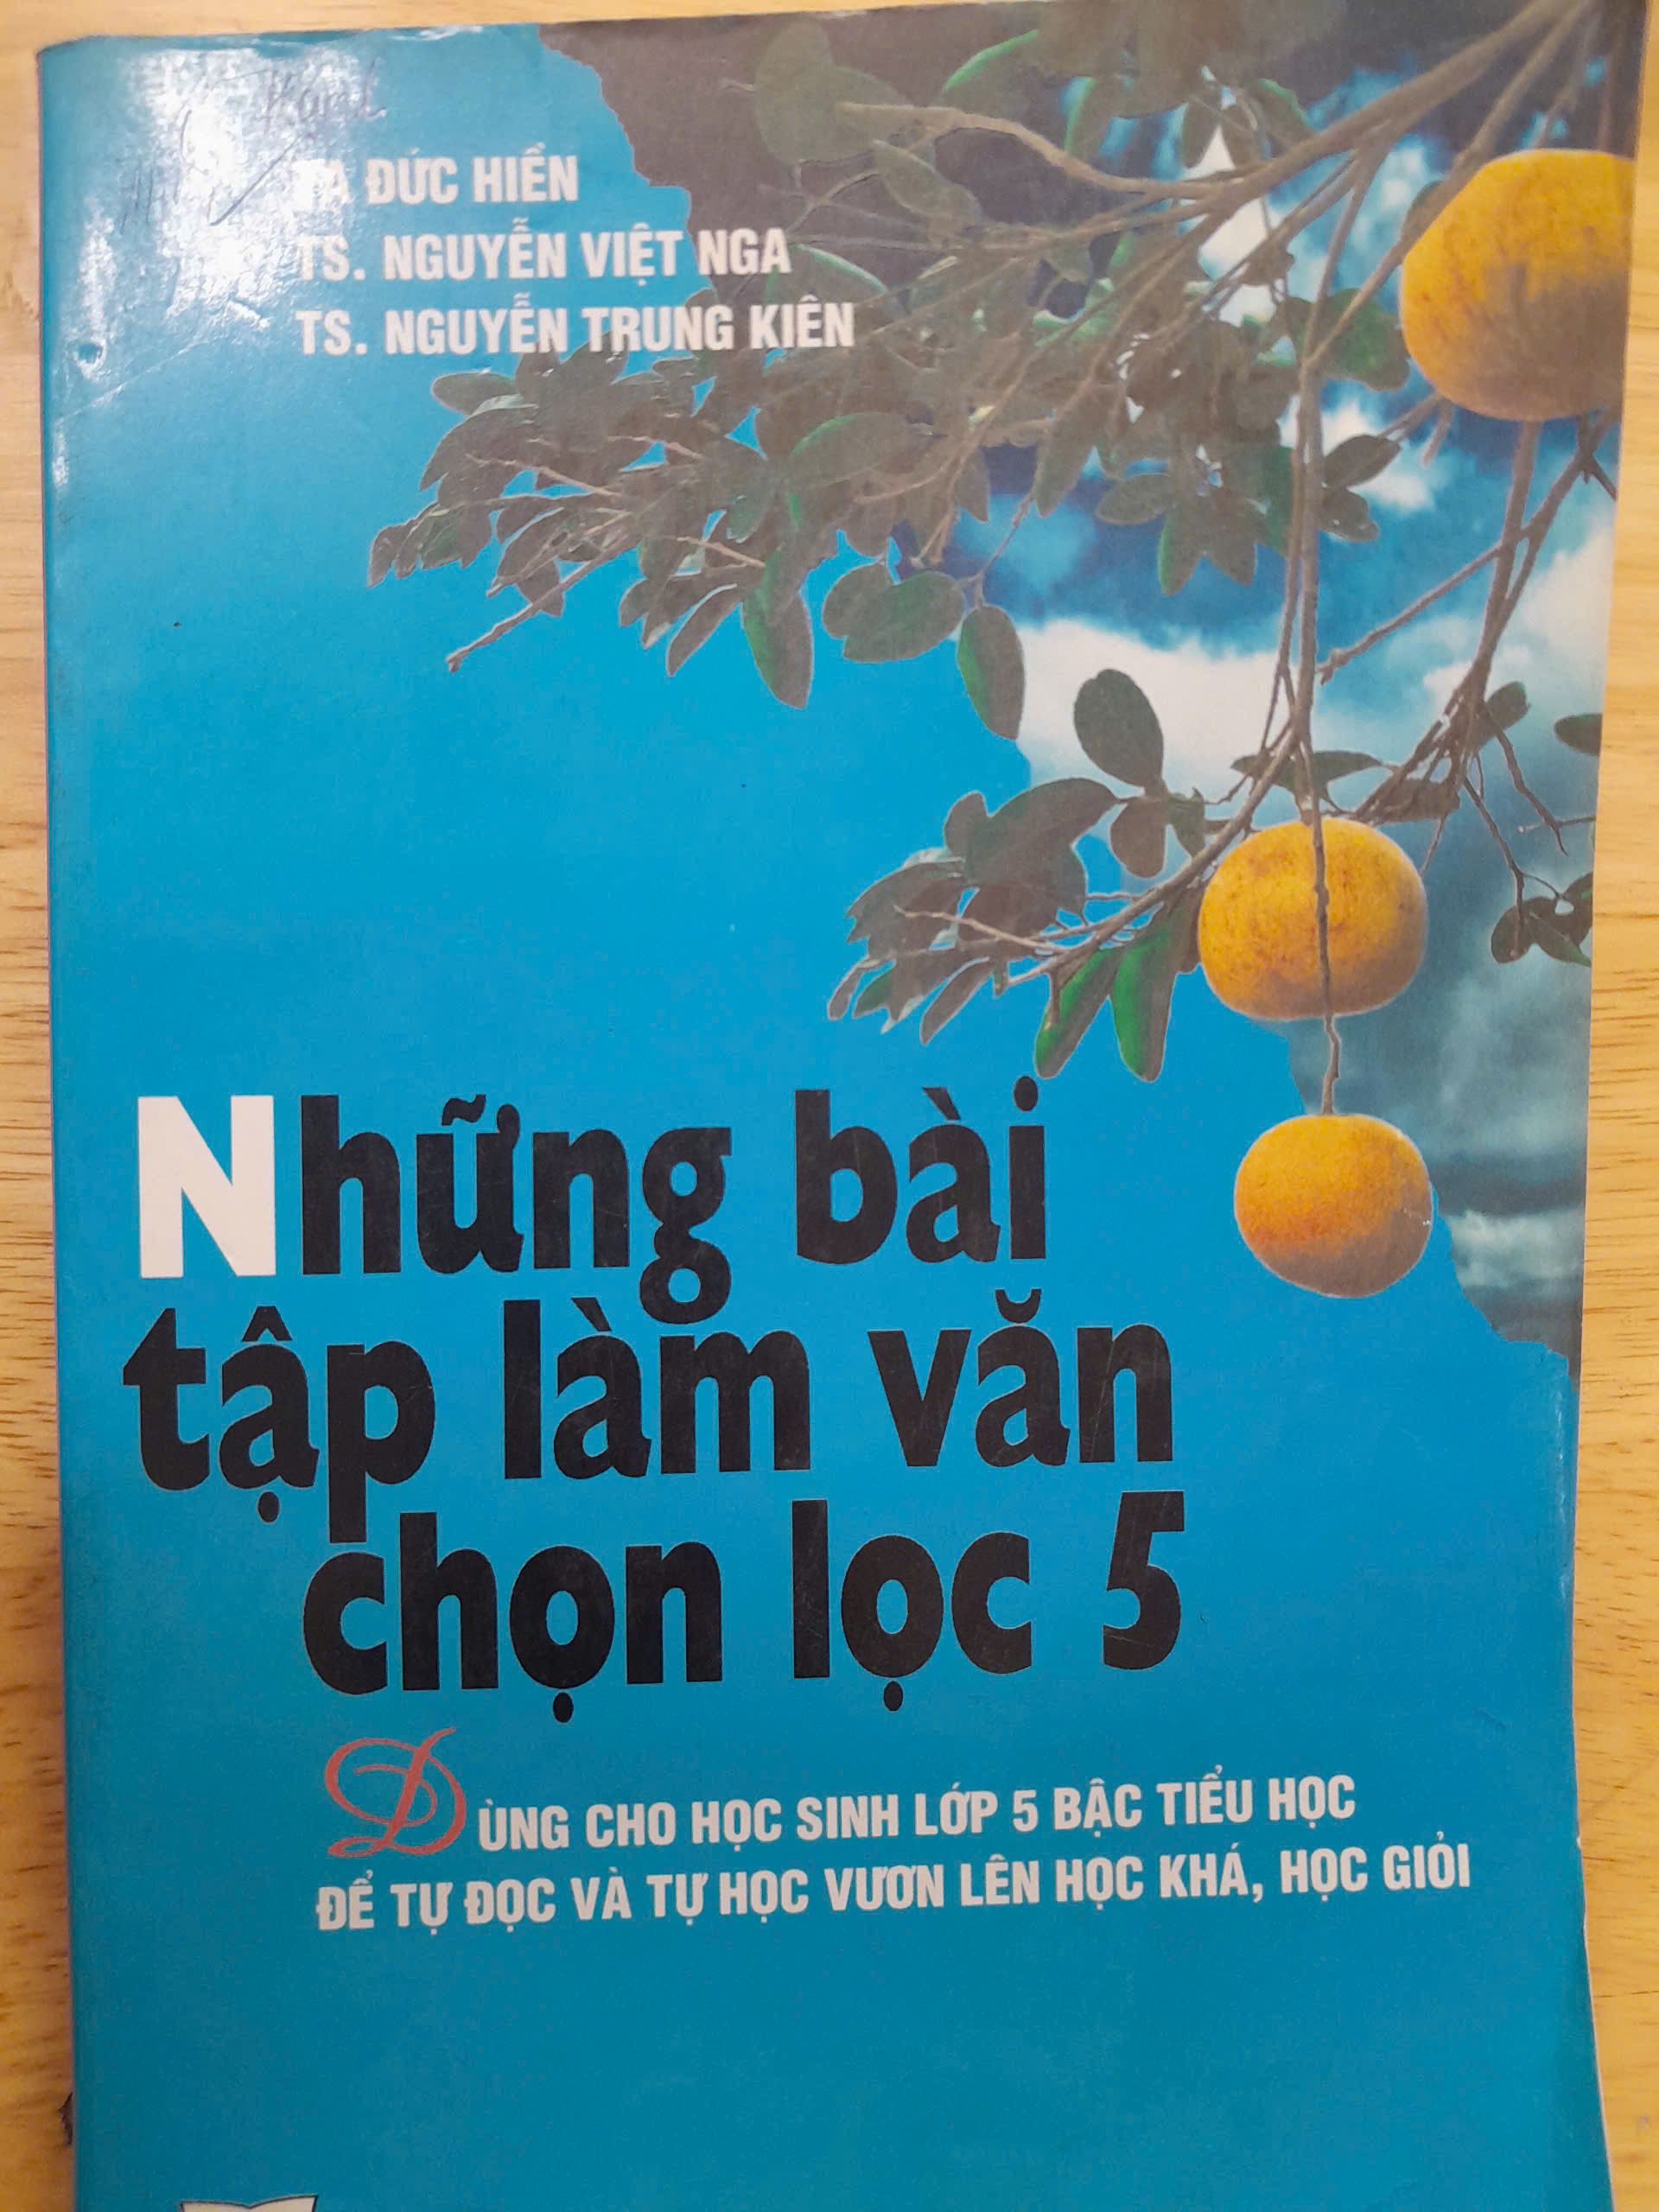 TẠ ĐỨC HIỀN
TS. NGUYỄN VIỆT NGA
TS. NGUYỄN TRUNG KIÊN
Những bài
tập làm văn
chọn lọc 5
DÙNG CHO HỌC SINH LỚP 5 BẬC TIỂU HỌC
ĐỂ TỰ ĐỌC VÀ TỰ HỌC VƯƠN LÊN HỌC KHÁ, HỌC GIỎI